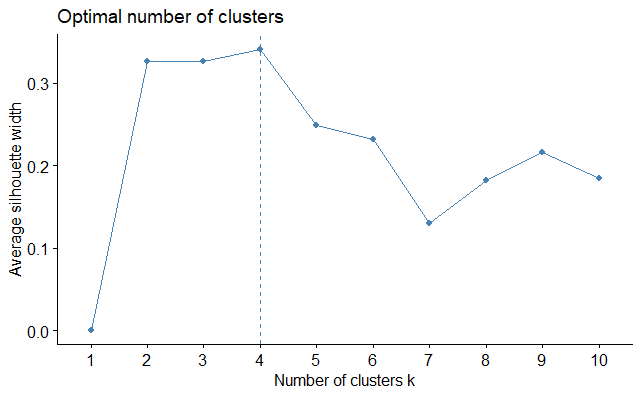 Optimal number of clusters
Average silhouette width
0.3
0.2
0.1
0.0
1 2 3 4 5 6 7 8 9 10
Number of clusters k